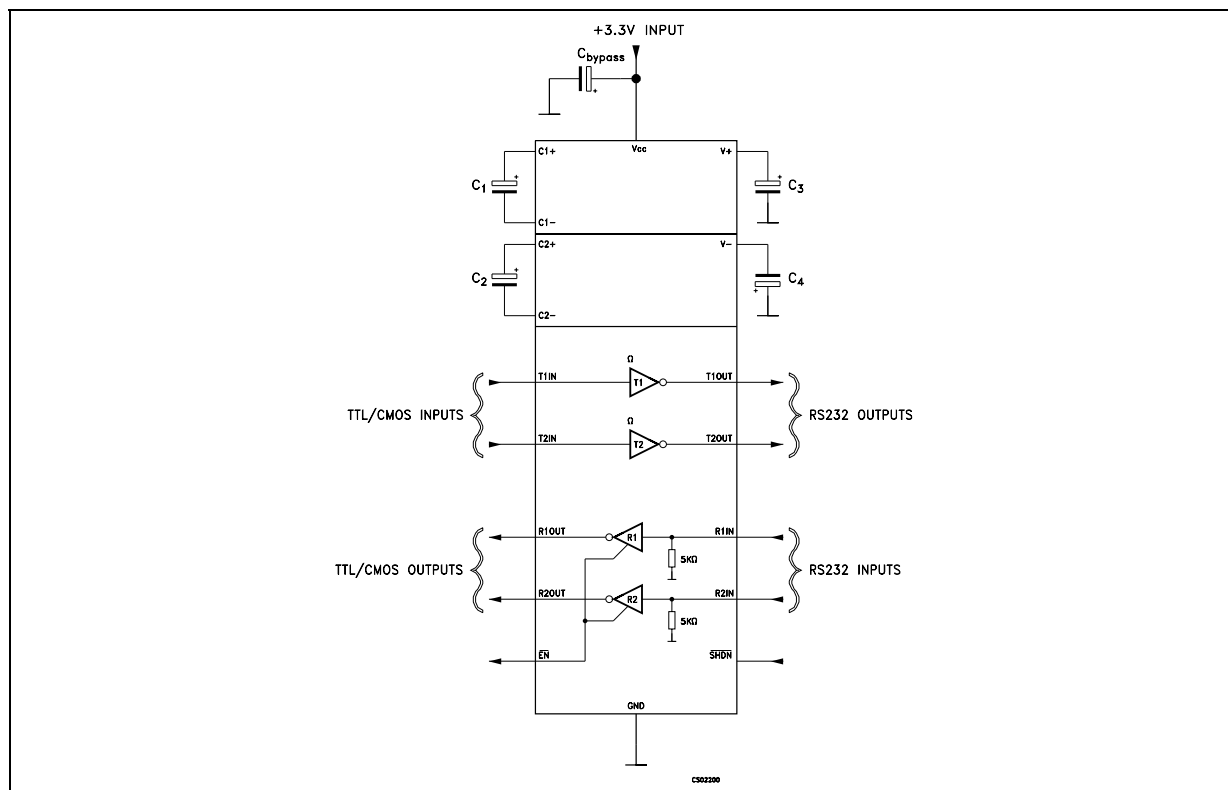 +3.3V INPUT
Cbypass
+
C1+ Vcc V+
C1 + + C3
C1-
C2+ V-
C2 + + C4
C2-
Ω
T1IN T1 T1OUT
TTL/CMOS INPUTS RS232 OUTPUTS
Ω
T2IN T2 T2OUT
R1OUT R1 R1IN
5KΩ
TTL/CMOS OUTPUTS RS232 INPUTS
R2OUT R2 R2IN
5KΩ
EN SHDN
GND
CS02200